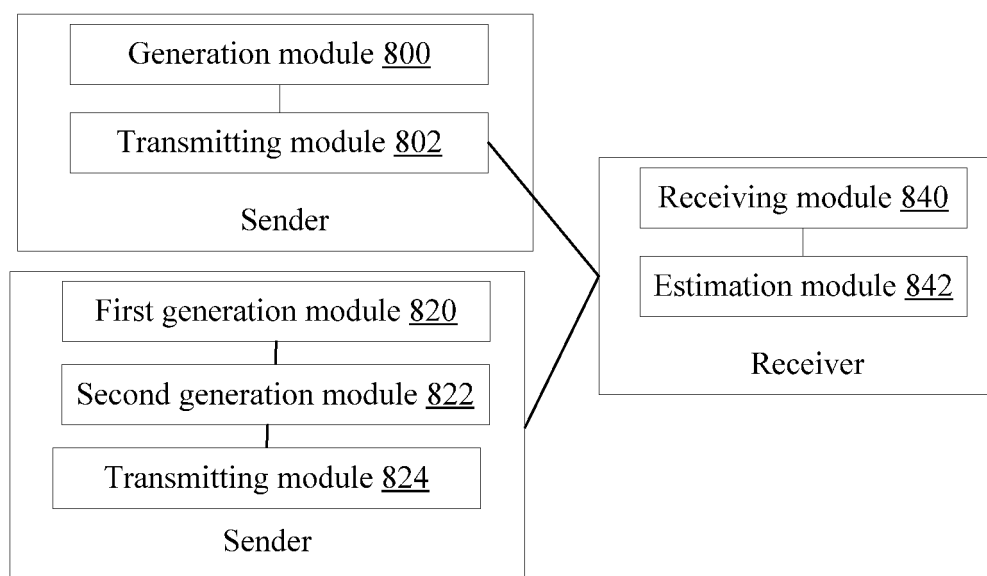 Generation module 800
Transmitting module 802
Sender
First generation module 820
Second generation module 822
Transmitting module 824
Sender
Receiving module 840
Estimation module 842
Receiver